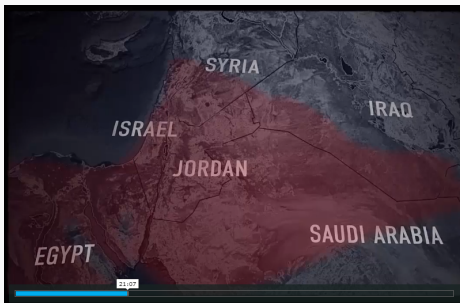 SYRIA
IRAQ
ISRAEL
JORDAN
SAUDI ARABIA
EGYPT
21:07